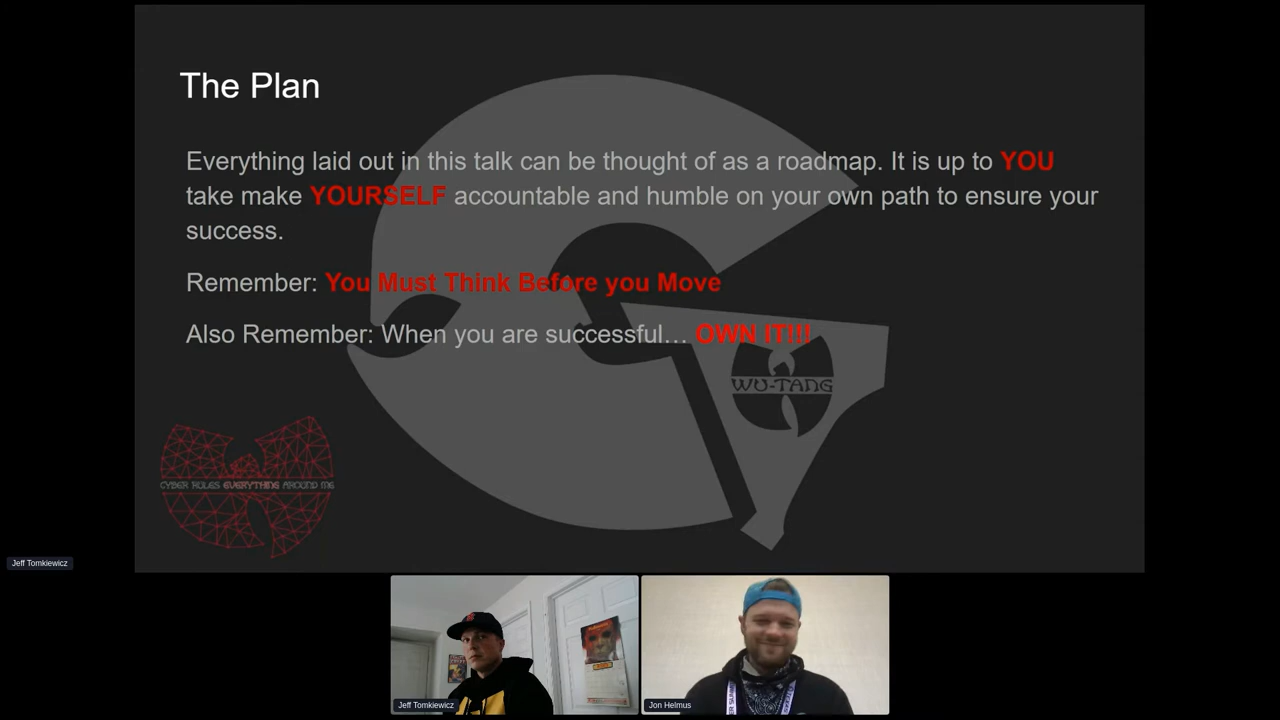 The Plan
Everything laid out in this talk can be thought of as a roadmap. It is up to YOU
take make YOURSELF accountable and humble on your own path to ensure your
success.
Remember: You Must Think Before you Move
Also Remember: When you are successful… OWN IT!!!
WU-TANG
CYBER RULES EVERYTHING AROUND ME
Jeff Tomkiewicz
Jeff Tomkiewicz
Jon Helmus